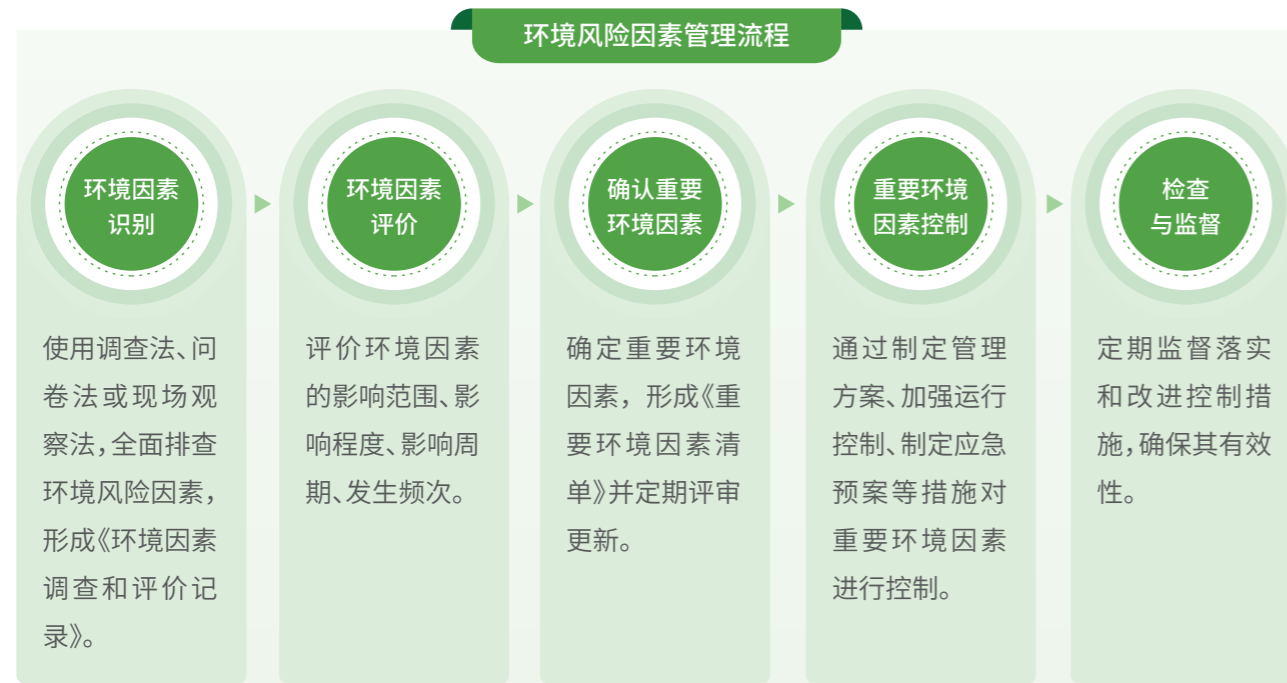 环境风险因素管理流程
环境因素
识别
使用调查法、问
卷法或现场观
察法，全面排查
环境风险因素，
形成《环境因素
调查和评价记
录》。
环境因素
评价
评价环境因素
的影响范围、影
响程度、影响周
期、发生频次。
确认重要
环境因素
确定重要环境
因素，形成《重
要环境因素清
单》并定期评审
更新。
重要环境
因素控制
通过制定管理
方案、加强运行
控制、制定应急
预案等措施对
重要环境因素
进行控制。
检查
与监督
定期监督落实
和改进控制措
施，确保其有效
性。